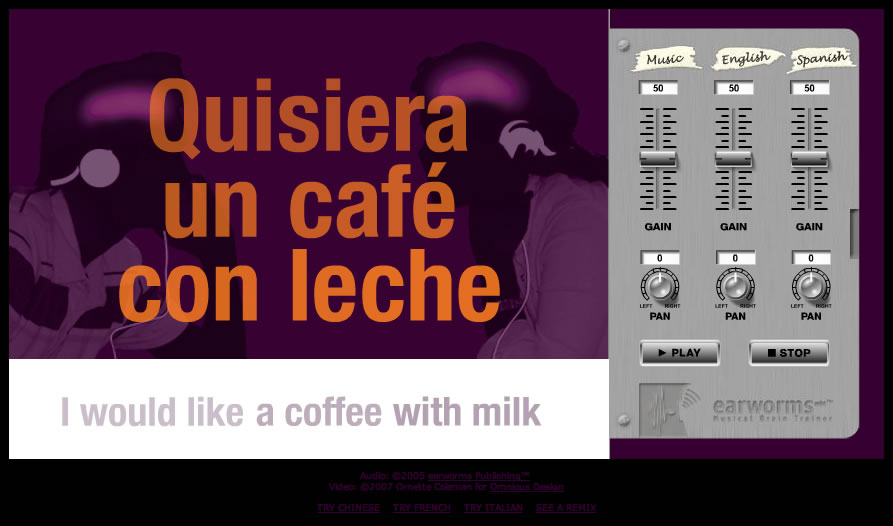 Quisiera
un café
con leche
I would like a coffee with milk
Music English Spanish
50 50 50
GAIN GAIN GAIN
0 0 0
LEFT RIGHT LEFT RIGHT LEFT RIGHT
PAN PAN PAN
PLAY STOP
earworms mbt™
Musical Brain Trainer
Audio: ©2005 earworms Publishing™
Video: ©2007 Ornette Coleman for Omnivous Design
TRY CHINESE TRY FRENCH TRY ITALIAN SEE A REMIX